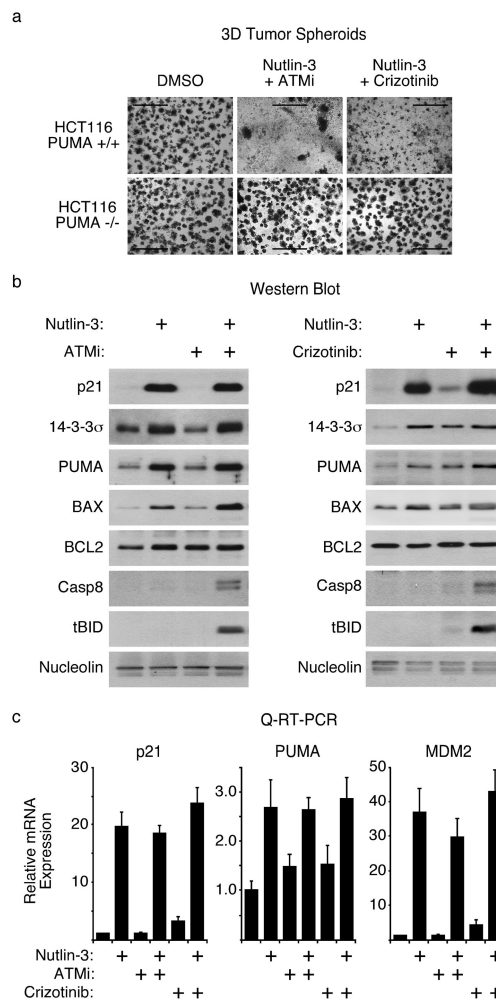 a
3D Tumor Spheroids
DMSO
Nutlin-3
+ ATMi
Nutlin-3
+ Crizotinib
HCT116
PUMA +/+
HCT116
PUMA -/-
b
Western Blot
Nutlin-3: + +
ATMi: + +
p21
14-3-3σ
PUMA
BAX
BCL2
Casp8
tBID
Nucleolin
Nutlin-3: + +
Crizotinib: + +
p21
14-3-3σ
PUMA
BAX
BCL2
Casp8
tBID
Nucleolin
c
Q-RT-PCR
p21
PUMA
MDM2
Relative mRNA
Expression
30
20
10
3.0
2.0
1.0
50
40
30
20
10
Nutlin-3: + + + + + + + + +
ATMi: + + + + + +
Crizotinib: + + + + + +